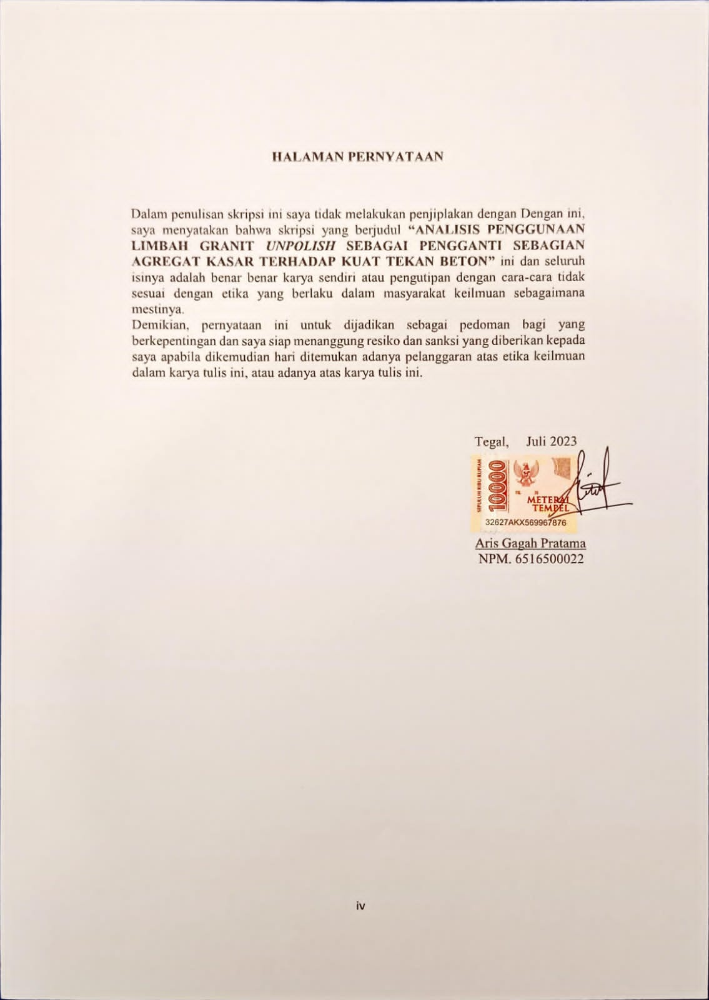 HALAMAN PERNYATAAN
Dalam penulisan skripsi ini saya tidak melakukan penjiplakan dengan Dengan ini,
saya menyatakan bahwa skripsi yang berjudul “ANALISIS PENGGUNAAN
LIMBAH GRANIT UNPOLISH SEBAGAI PENGGANTI SEBAGIAN
AGREGAT KASAR TERHADAP KUAT TEKAN BETON” ini dan seluruh
isinya adalah benar benar karya sendiri atau pengutipan dengan cara-cara tidak
sesuai dengan etika yang berlaku dalam masyarakat keilmuan sebagaimana
mestinya.
Demikian, pernyataan ini untuk dijadikan sebagai pedoman bagi yang
berkepentingan dan saya siap menanggung resiko dan sanksi yang diberikan kepada
saya apabila dikemudian hari ditemukan adanya pelanggaran atas etika keilmuan
dalam karya tulis ini, atau adanya atas karya tulis ini.
Tegal, Juli 2023
SEPULUH RIBU RUPIAH
10000
TGL. 20
METERAI
TEMPEL
32627AKX569967876
Aris Gagah Pratama
NPM. 6516500022
iv